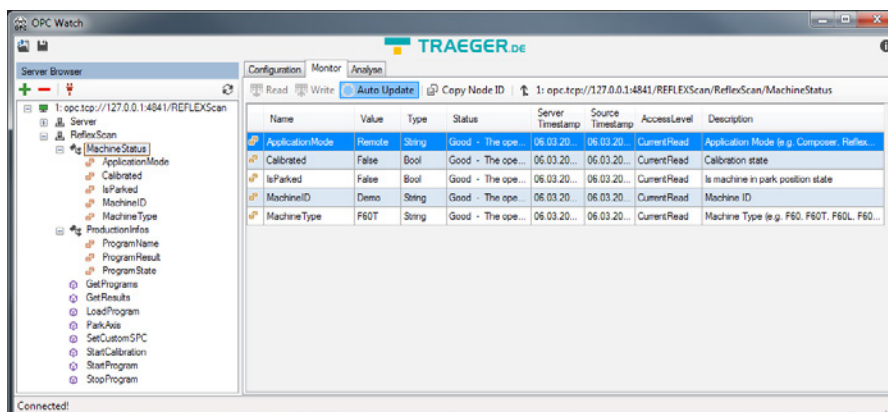 OPC Watch
TRAEGER.DE
Server Browser
1: opc.tcp://127.0.0.1:4841/REFLEXScan
Server
ReflexScan
MachineStatus
ApplicationMode
Calibrated
IsParked
MachineID
MachineType
ProductionInfos
ProgramName
ProgramResult
ProgramState
GetPrograms
GetResults
LoadProgram
ParkAxis
SetCustomSPC
StartCalibration
StartProgram
StopProgram
Configuration Monitor Analyse
Read Write Auto Update Copy Node ID 1: opc.tcp://127.0.0.1:4841/REFLEXScan/ReflexScan/MachineStatus
Name Value Type Status Server Timestamp Source Timestamp AccessLevel Description
ApplicationMode Remote String Good - The ope... 06.03.20... 06.03.20... CurrentRead Application Mode (e.g. Composer, Reflex...
Calibrated False Bool Good - The ope... 06.03.20... 06.03.20... CurrentRead Calibration state
IsParked False Bool Good - The ope... 06.03.20... 06.03.20... CurrentRead Is machine in park position state
MachineID Demo String Good - The ope... 06.03.20... 06.03.20... CurrentRead Machine ID
MachineType F60T String Good - The ope... 06.03.20... 06.03.20... CurrentRead Machine Type (e.g. F60, F60T, F60L, F60...
Connected!